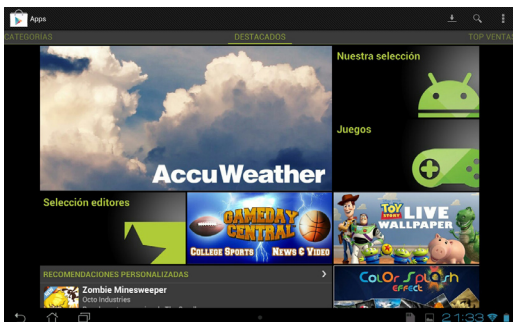 Apps
CATEGORÍAS
DESTACADOS
TOP VENTAS
Nuestra selección
AccuWeather
Juegos
Selección editores
GAMEDAY
CENTRAL
COLLEGE SPORTS NEWS & VIDEO
TOY
STORY
LIVE
WALLPAPER
RECOMENDACIONES PERSONALIZADAS
Zombie Minesweeper
Octo Industries
COLOR SPLASH
EFFECT
21:33